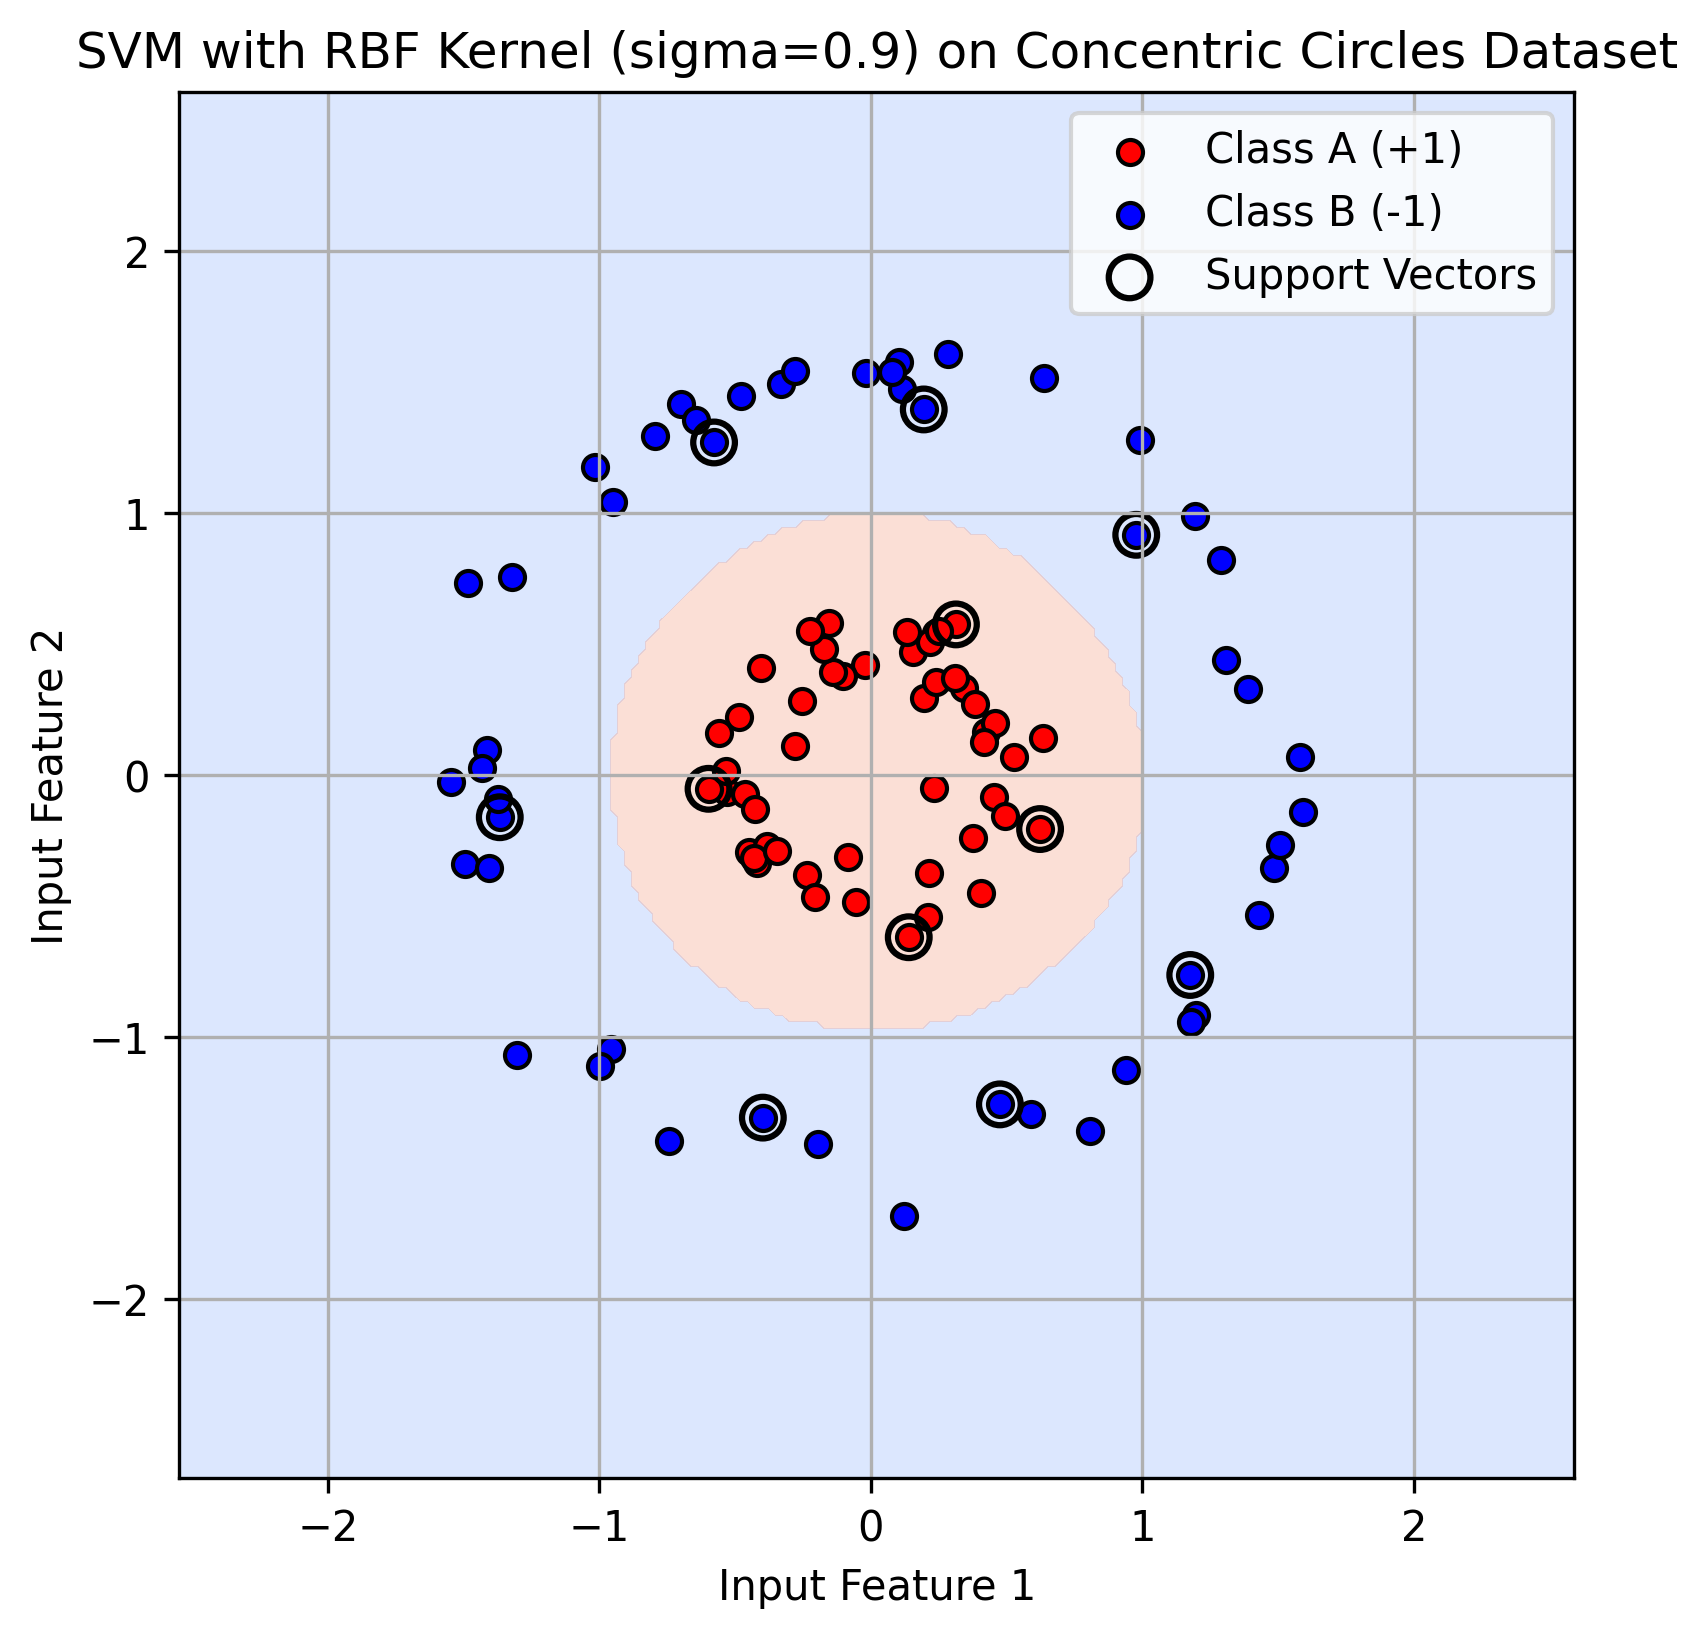 SVM with RBF Kernel (sigma=0.9) on Concentric Circles Dataset
Class A (+1)
Class B (-1)
Support Vectors
2
1
0
−1
−2
Input Feature 2
−2
−1
0
1
2
Input Feature 1